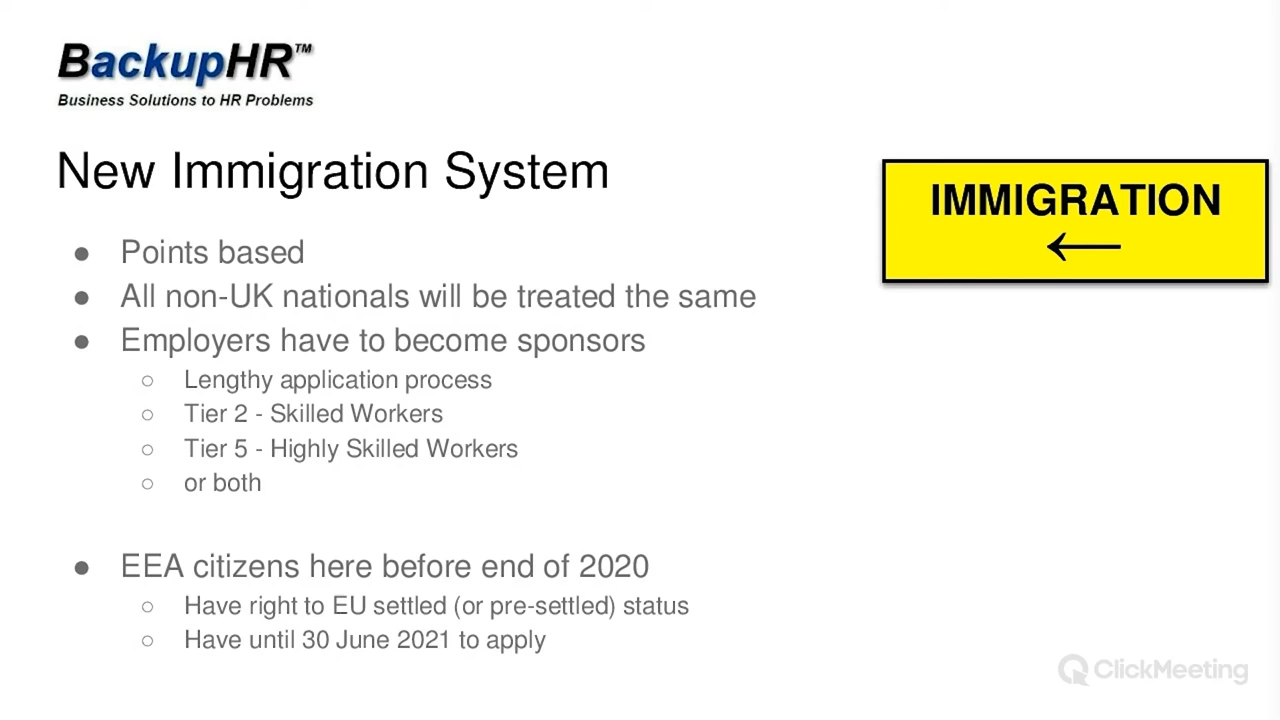 BackupHR™
Business Solutions to HR Problems
New Immigration System
IMMIGRATION
←
● Points based
● All non-UK nationals will be treated the same
● Employers have to become sponsors
○ Lengthy application process
○ Tier 2 - Skilled Workers
○ Tier 5 - Highly Skilled Workers
○ or both
● EEA citizens here before end of 2020
○ Have right to EU settled (or pre-settled) status
○ Have until 30 June 2021 to apply
ClickMeeting